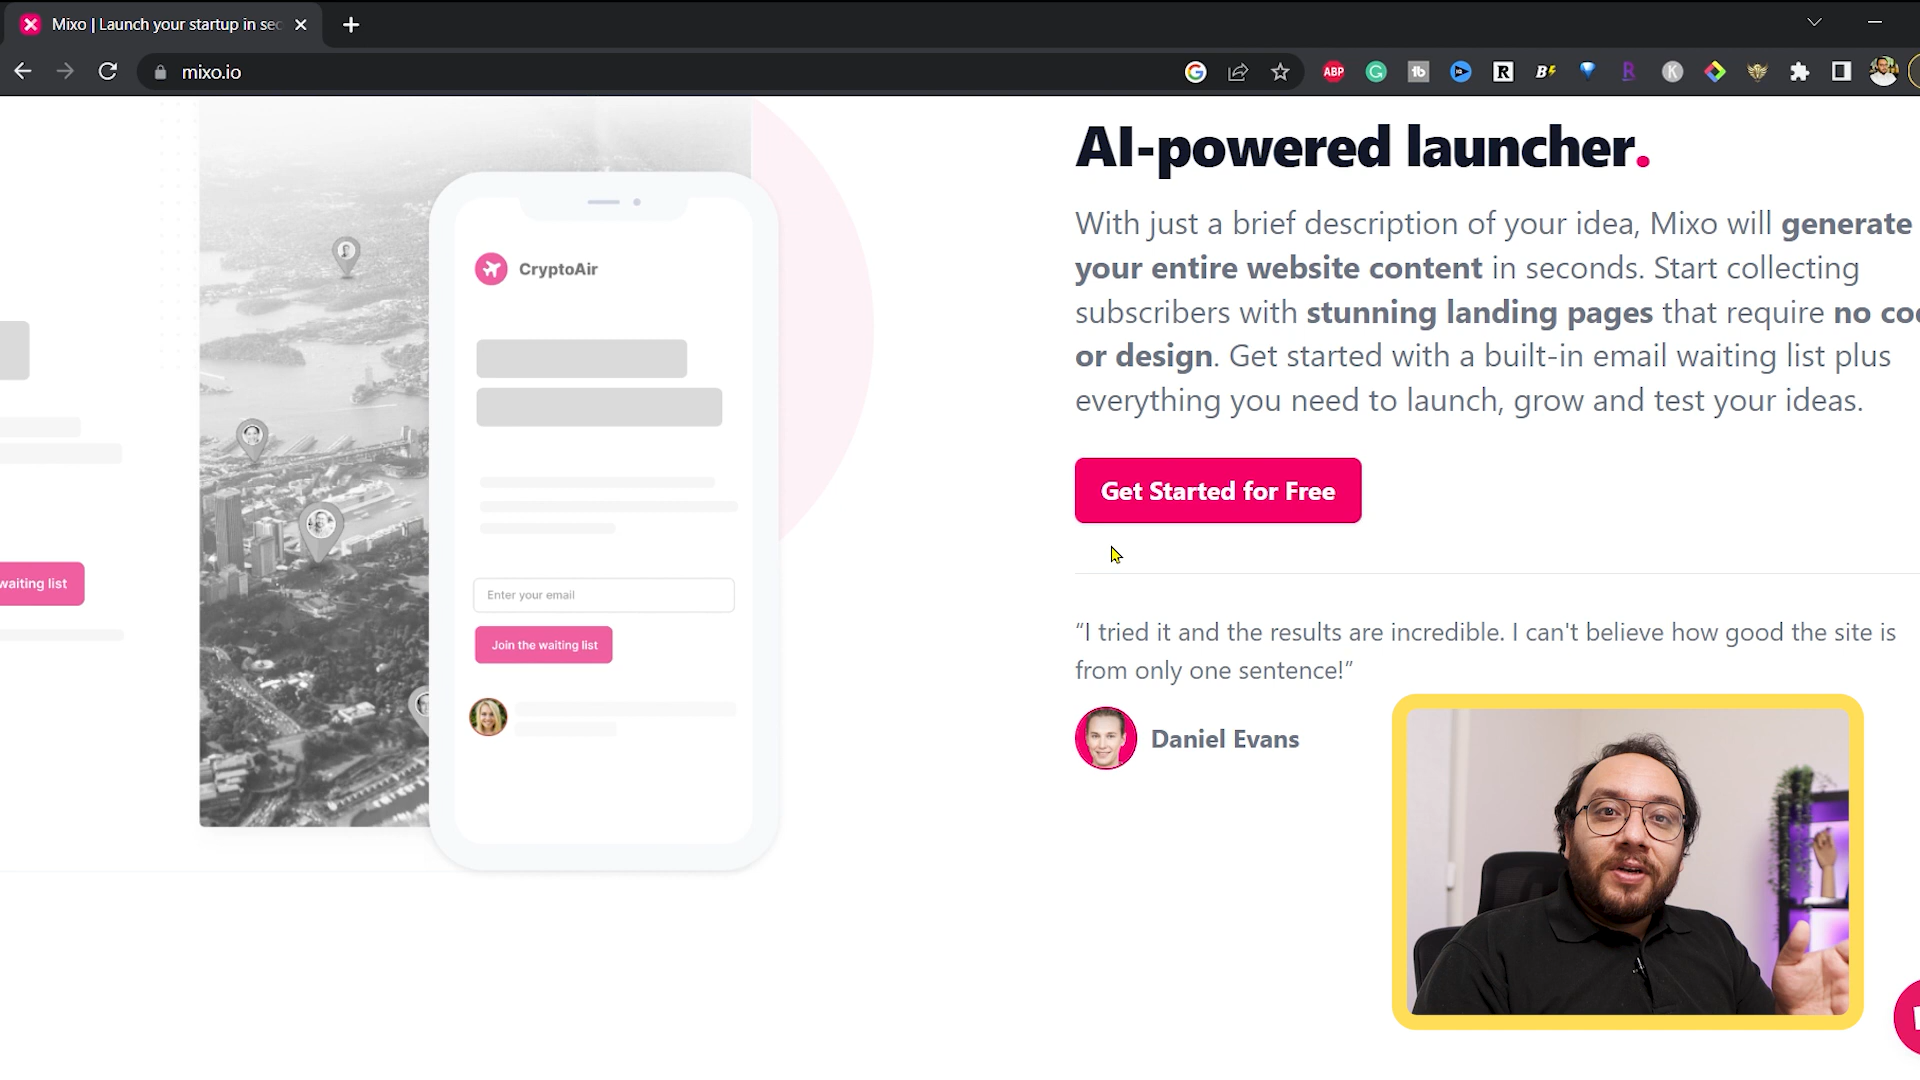 Mixo | Launch your startup in sec
mixo.io
ABP
G
tb
R
B
R
K
AI-powered launcher.
With just a brief description of your idea, Mixo will generate
your entire website content in seconds. Start collecting
subscribers with stunning landing pages that require no
or design. Get started with a built-in email waiting list plus
everything you need to launch, grow and test your ideas.
Get Started for Free
"I tried it and the results are incredible. I can't believe how good the site is
from only one sentence!"
Daniel Evans
CryptoAir
Enter your email
Join the waiting list
waiting list